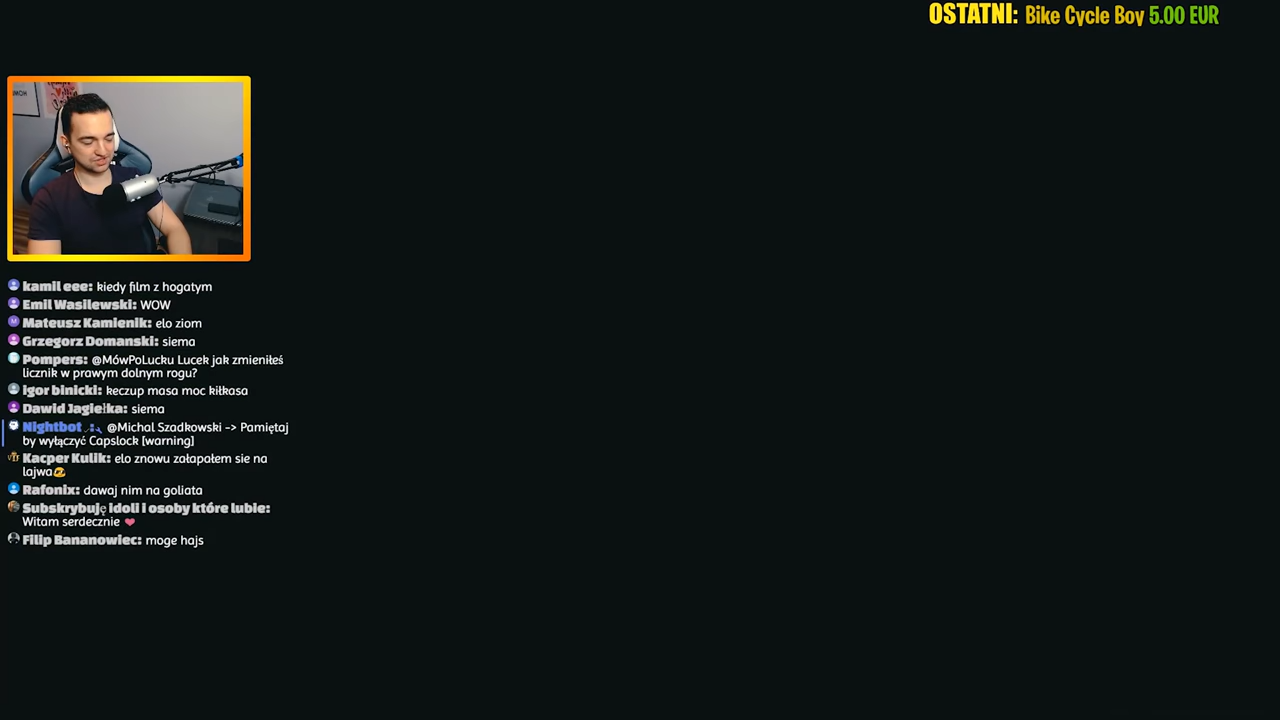 OSTATNI: Bike Cycle Boy 5.00 EUR
kamil eee: kiedy film z hogatym
Emil Wasilewski: WOW
Mateusz Kamienik: elo ziom
Grzegorz Domanski: siema
Pompers: @MówPoLucku Lucek jak zmieniłeś
licznik w prawym dolnym rogu?
igor binicki: keczup masa moc kiłkasa
Dawid Jagiełka: siema
Nightbot @Michal Szadkowski -> Pamiętaj
by wyłączyć Capslock [warning]
Kacper Kulik: elo znowu załapałem sie na
lajwa
Rafonix: dawaj nim na goliata
Subskrybuję idoli i osoby które lubie:
Witam serdecznie ❤
Filip Bananowiec: moge hajs